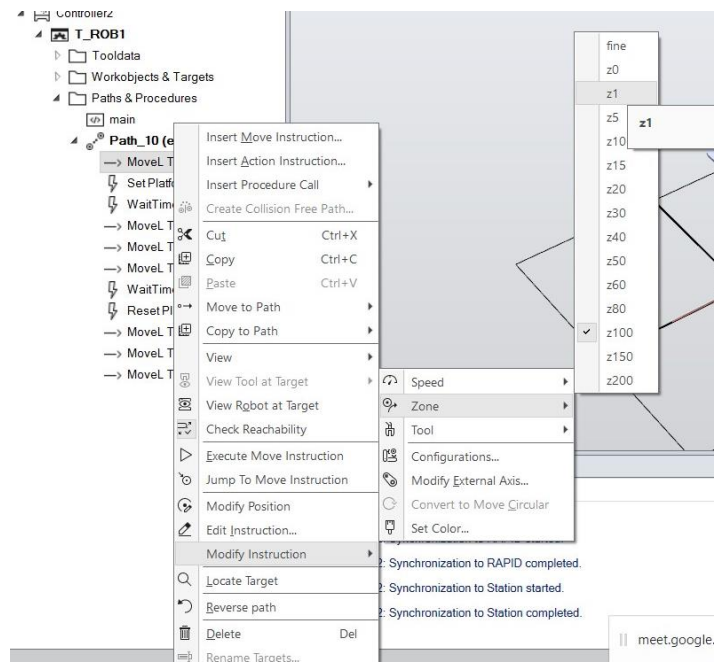 Controller2
T_ROB1
Tooldata
Workobjects & Targets
Paths & Procedures
main
Path_10 (e
MoveL T
Set Platfo
WaitTim
MoveL T
MoveL T
MoveL T
WaitTim
Reset Pl
MoveL T
MoveL T
MoveL T
Insert Move Instruction...
Insert Action Instruction...
Insert Procedure Call
Create Collision Free Path...
Cut Ctrl+X
Copy Ctrl+C
Paste Ctrl+V
Move to Path
Copy to Path
View
View Tool at Target
View Robot at Target
Check Reachability
Execute Move Instruction
Jump To Move Instruction
Modify Position
Edit Instruction...
Modify Instruction
Locate Target
Reverse path
Delete Del
Rename Targets...
Speed
Zone
Tool
Configurations...
Modify External Axis...
Convert to Move Circular
Set Color...
fine
z0
z1
z5
z10
z15
z20
z30
z40
z50
z60
z80
z100
z150
z200
z1
2: Synchronization to RAPID completed.
2: Synchronization to Station started.
2: Synchronization to Station completed.
meet.google.